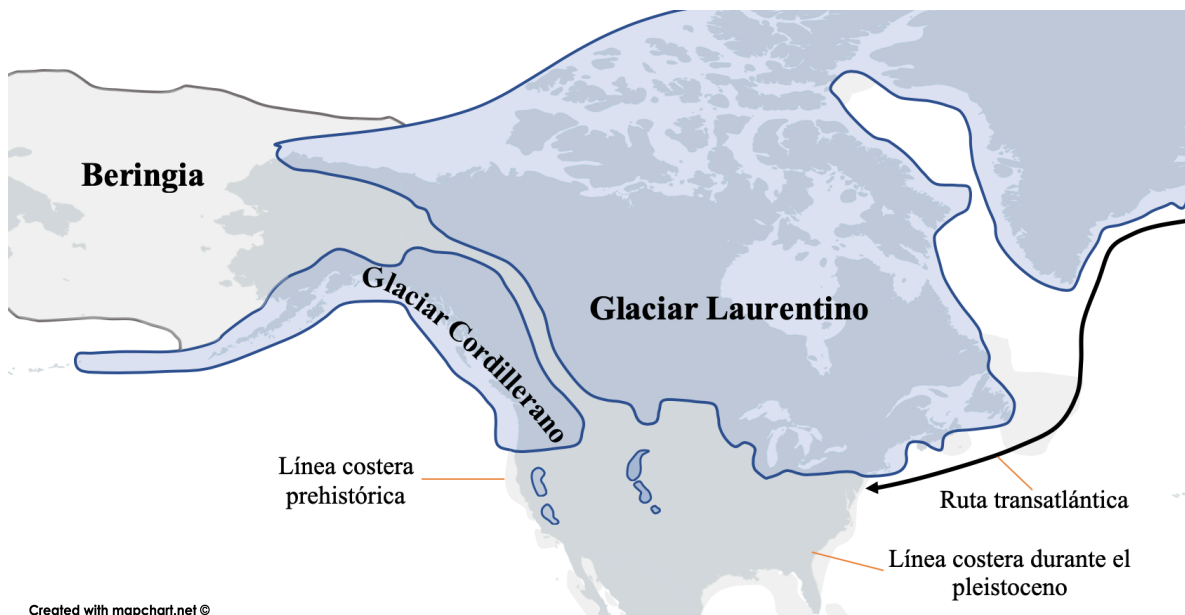 Beringia
Glaciar Cordillerano
Glaciar Laurentino
Línea costera
prehistórica
Ruta transatlántica
Línea costera durante el
pleistoceno
Created with mapchart.net ©